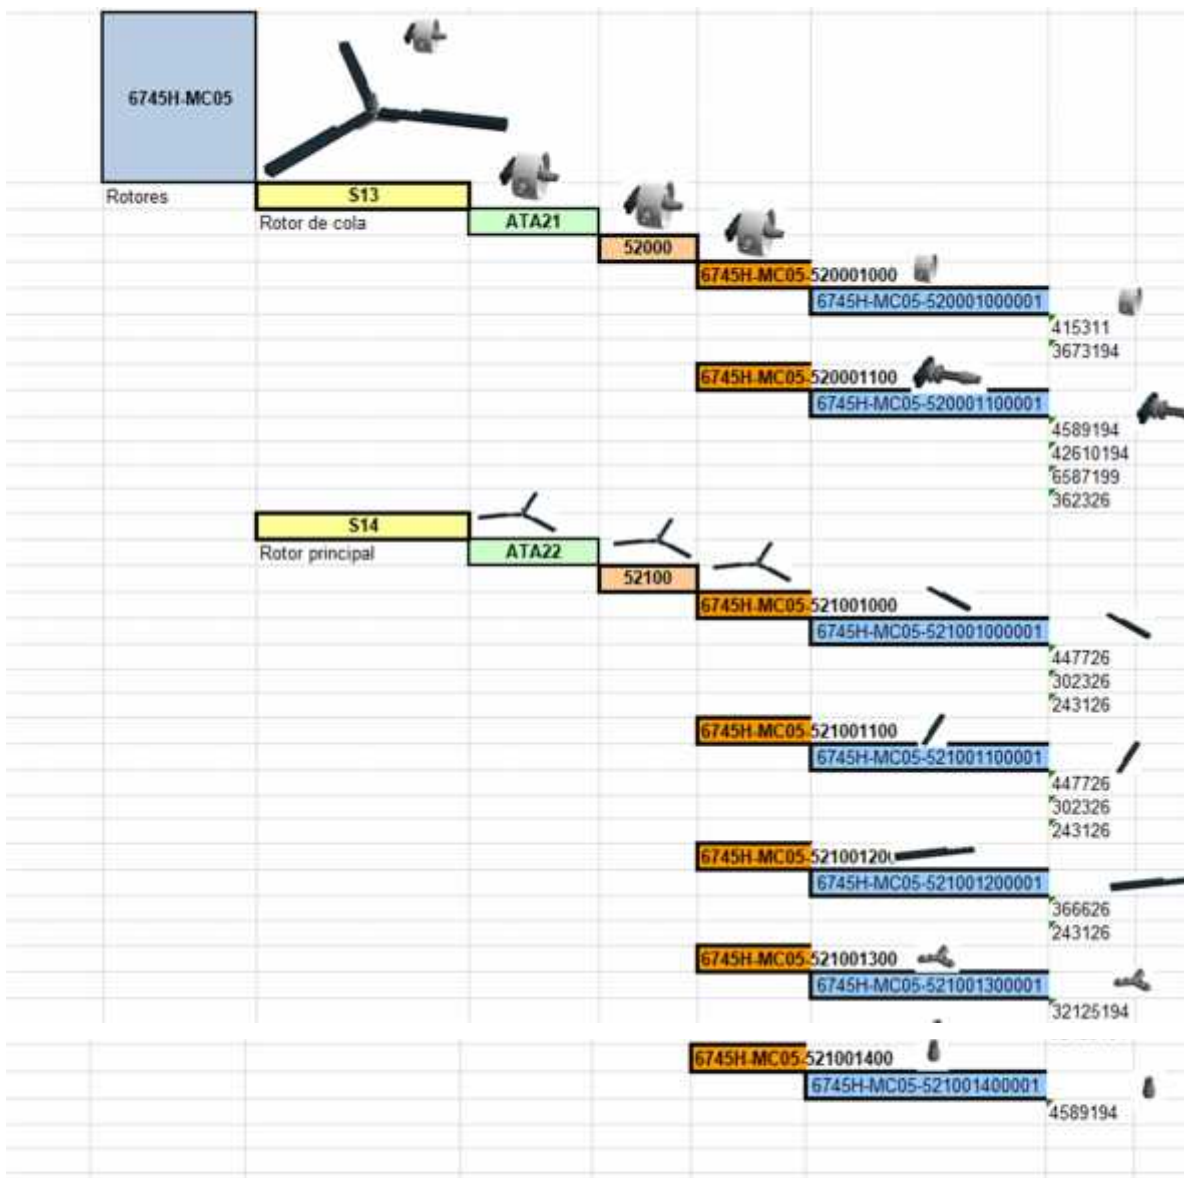 6745H-MC05
Rotores
S13
Rotor de cola
ATA21
52000
6745H-MC05-520001000
6745H-MC05-520001000001
415311
3673194
6745H-MC05-520001100
6745H-MC05-520001100001
4589194
42610194
6587199
362326
S14
Rotor principal
ATA22
52100
6745H-MC05-521001000
6745H-MC05-521001000001
447726
302326
243126
6745H-MC05-521001100
6745H-MC05-521001100001
447726
302326
243126
6745H-MC05-52100120
6745H-MC05-521001200001
366626
243126
6745H-MC05-521001300
6745H-MC05-521001300001
32125194
6745H-MC05-521001400
6745H-MC05-521001400001
4589194